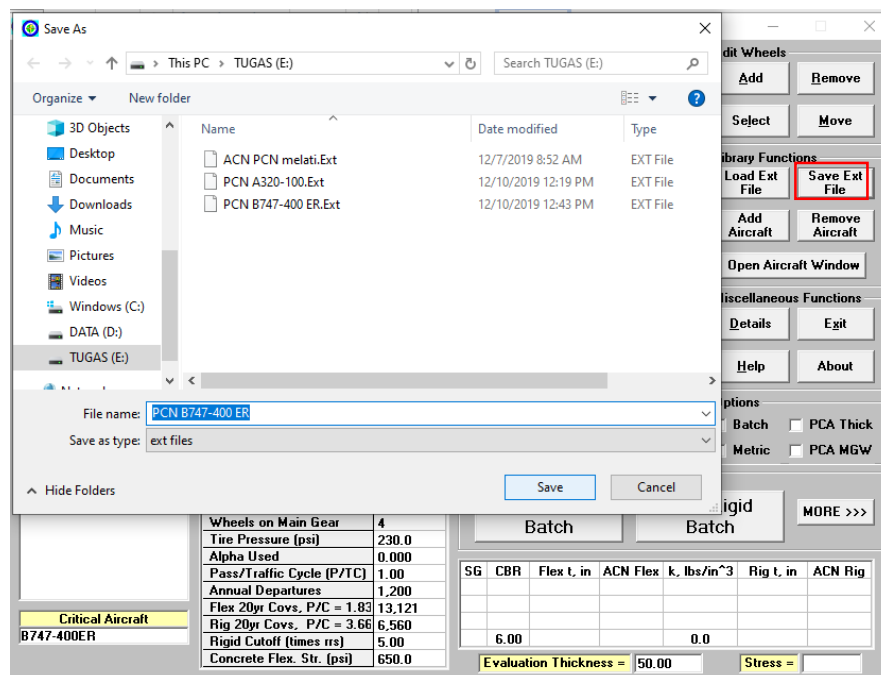 Save As
This PC > TUGAS (E:)
Search TUGAS (E:)
Organize
New folder
3D Objects
Desktop
Documents
Downloads
Music
Pictures
Videos
Windows (C:)
DATA (D:)
TUGAS (E:)
Name Date modified Type
ACN PCN melati.Ext 12/7/2019 8:52 AM EXT File
PCN A320-100.Ext 12/10/2019 12:19 PM EXT File
PCN B747-400 ER.Ext 12/10/2019 12:43 PM EXT File
File name: PCN B747-400 ER
Save as type: ext files
Hide Folders
Save Cancel
dit Wheels
Add Remove
Select Move
ibrary Functions
Load Ext File
Save Ext File
Add Aircraft
Remove Aircraft
Open Aircraft Window
liscellaneous Functions
Details Exit
Help About
ptions
Batch PCA Thick
Metric PCA MGW
Batch
igid
Batch
MORE >>>
Wheels on Main Gear 4
Tire Pressure (psi) 230.0
Alpha Used 0.000
Pass/Traffic Cycle (P/TC) 1.00
Annual Departures 1,200
Flex 20yr Covs, P/C = 1.83 13,121
Rig 20yr Covs, P/C = 3.66 6,560
Rigid Cutoff (times rrs) 5.00
Concrete Flex. Str. (psi) 650.0
Critical Aircraft
B747-400ER
SG CBR Flex t, in ACN Flex k, lbs/in^3 Rig t, in ACN Rig
6.00 0.0
Evaluation Thickness = 50.00 Stress =